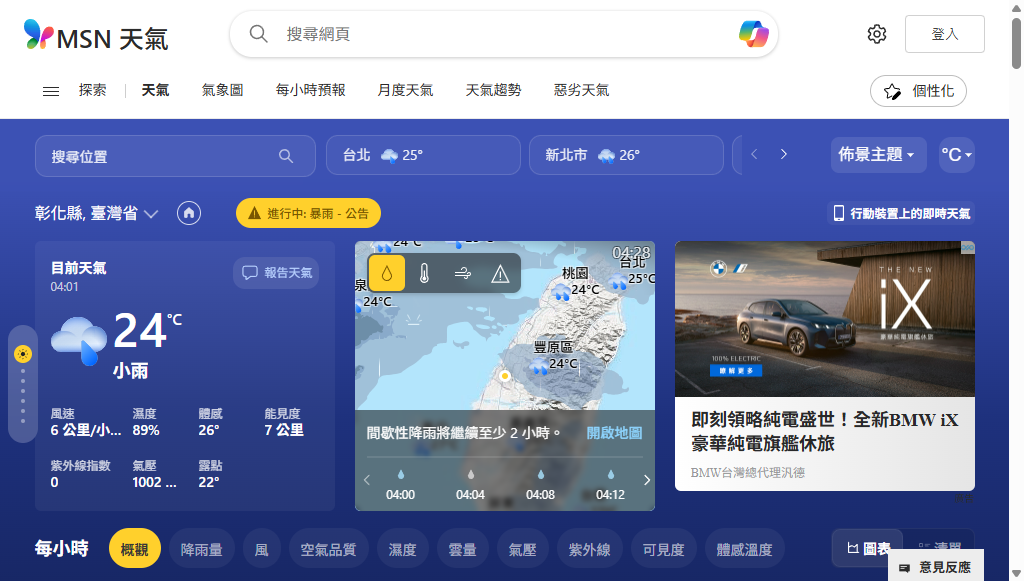 MSN 天氣
搜尋網頁
登入
探索
天氣
氣象圖
每小時預報
月度天氣
天氣趨勢
惡劣天氣
個性化
搜尋位置
台北 25°
新北市 26°
佈景主題
°C
彰化縣, 臺灣省
進行中: 暴雨 - 公告
行動裝置上的即時天氣
目前天氣
04:01
報告天氣
24°C
小雨
風速
6 公里/小...
濕度
89%
體感
26°
能見度
7 公里
紫外線指數
0
氣壓
1002 ...
露點
22°
24°C
04:28
台北
25°C
桃園
24°C
泉
24°C
豐原區
24°C
間歇性降雨將繼續至少 2 小時。
開啟地圖
04:00
04:04
04:08
04:12
THE NEW
iX
豪華純電旗艦休旅
100% ELECTRIC
瞭解更多
即刻領略純電盛世！全新BMW iX
豪華純電旗艦休旅
BMW台灣總代理汎德
每小時
概觀
降雨量
風
空氣品質
濕度
雲量
氣壓
紫外線
可見度
體感溫度
圖表
清單
意見反應